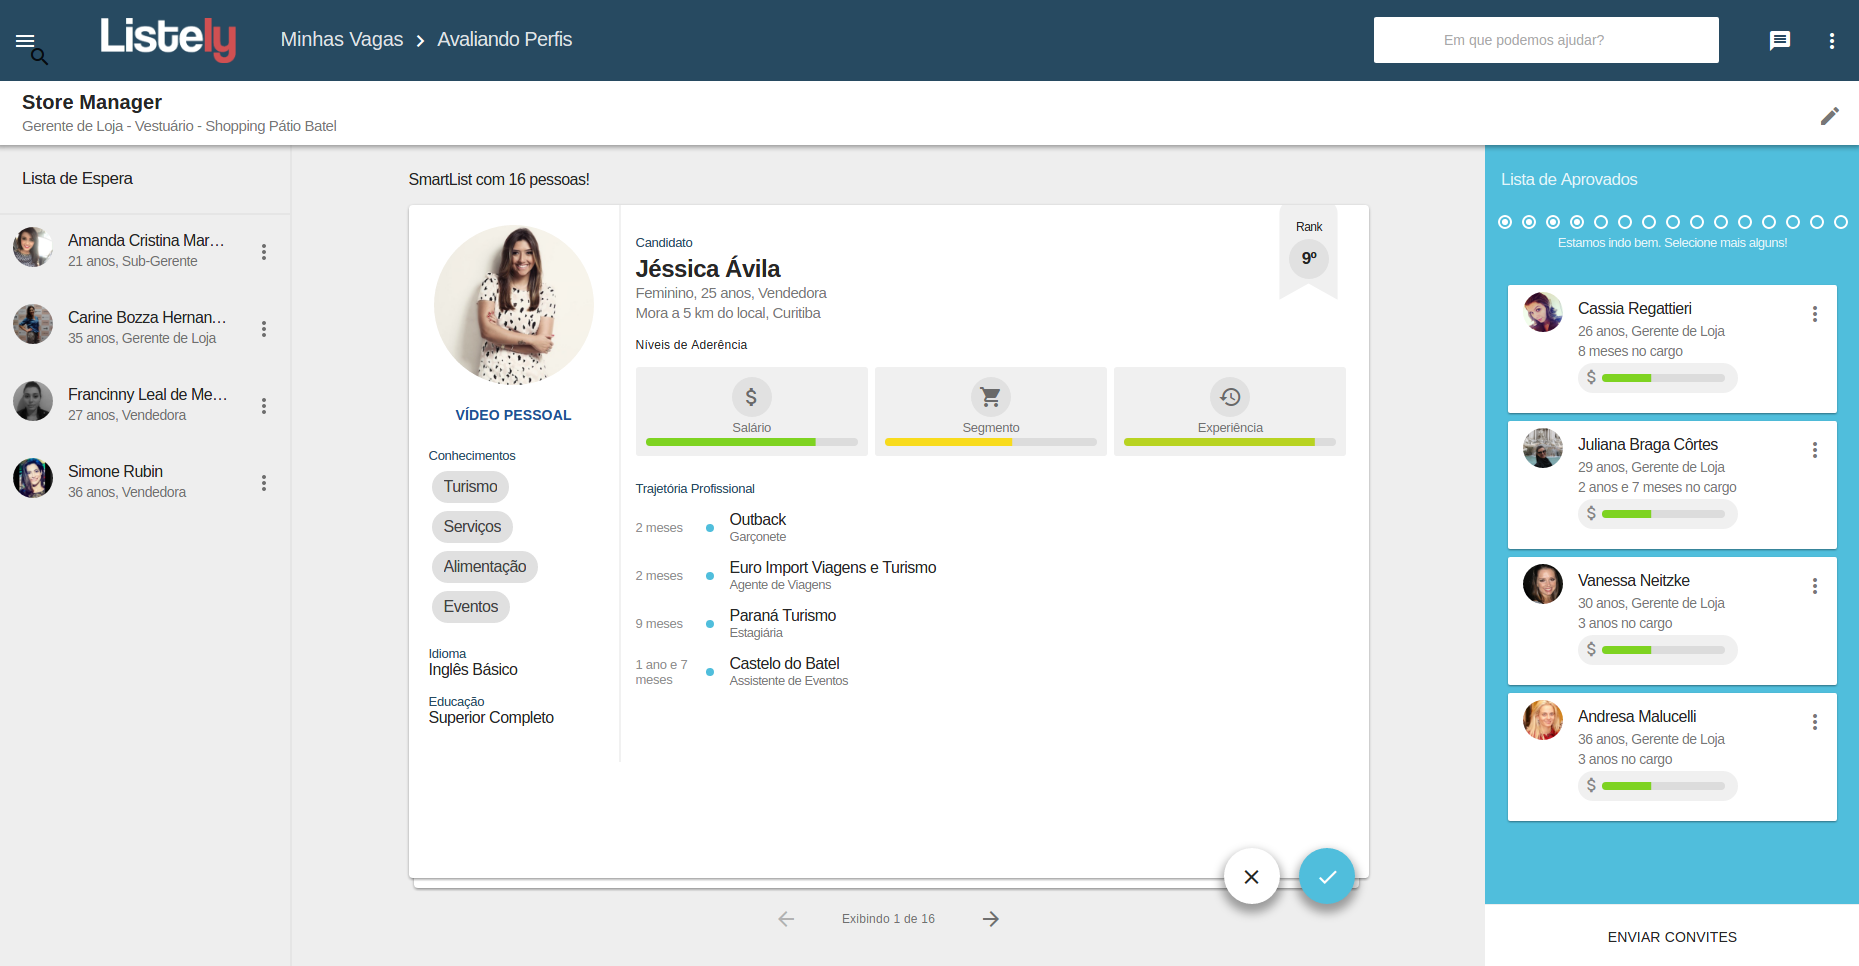 Listely
Minhas Vagas > Avaliando Perfis
Em que podemos ajudar?
Store Manager
Gerente de Loja - Vestuário - Shopping Pátio Batel
Lista de Espera
Amanda Cristina Mar...
21 anos, Sub-Gerente
Carine Bozza Hernan...
35 anos, Gerente de Loja
Francinny Leal de Me...
27 anos, Vendedora
Simone Rubin
36 anos, Vendedora
SmartList com 16 pessoas!
VÍDEO PESSOAL
Conhecimentos
Turismo
Serviços
Alimentação
Eventos
Idioma
Inglês Básico
Educação
Superior Completo
Candidato
Jéssica Ávila
Feminino, 25 anos, Vendedora
Mora a 5 km do local, Curitiba
Rank
9º
Níveis de Aderência
$
Salário
Segmento
Experiência
Trajetória Profissional
2 meses
Outback
Garçonete
2 meses
Euro Import Viagens e Turismo
Agente de Viagens
9 meses
Paraná Turismo
Estagiária
1 ano e 7
meses
Castelo do Batel
Assistente de Eventos
Exibindo 1 de 16
Lista de Aprovados
Estamos indo bem. Selecione mais alguns!
Cassia Regattieri
26 anos, Gerente de Loja
8 meses no cargo
$
Juliana Braga Côrtes
29 anos, Gerente de Loja
2 anos e 7 meses no cargo
$
Vanessa Neitzke
30 anos, Gerente de Loja
3 anos no cargo
$
Andresa Malucelli
36 anos, Gerente de Loja
3 anos no cargo
$
ENVIAR CONVITES